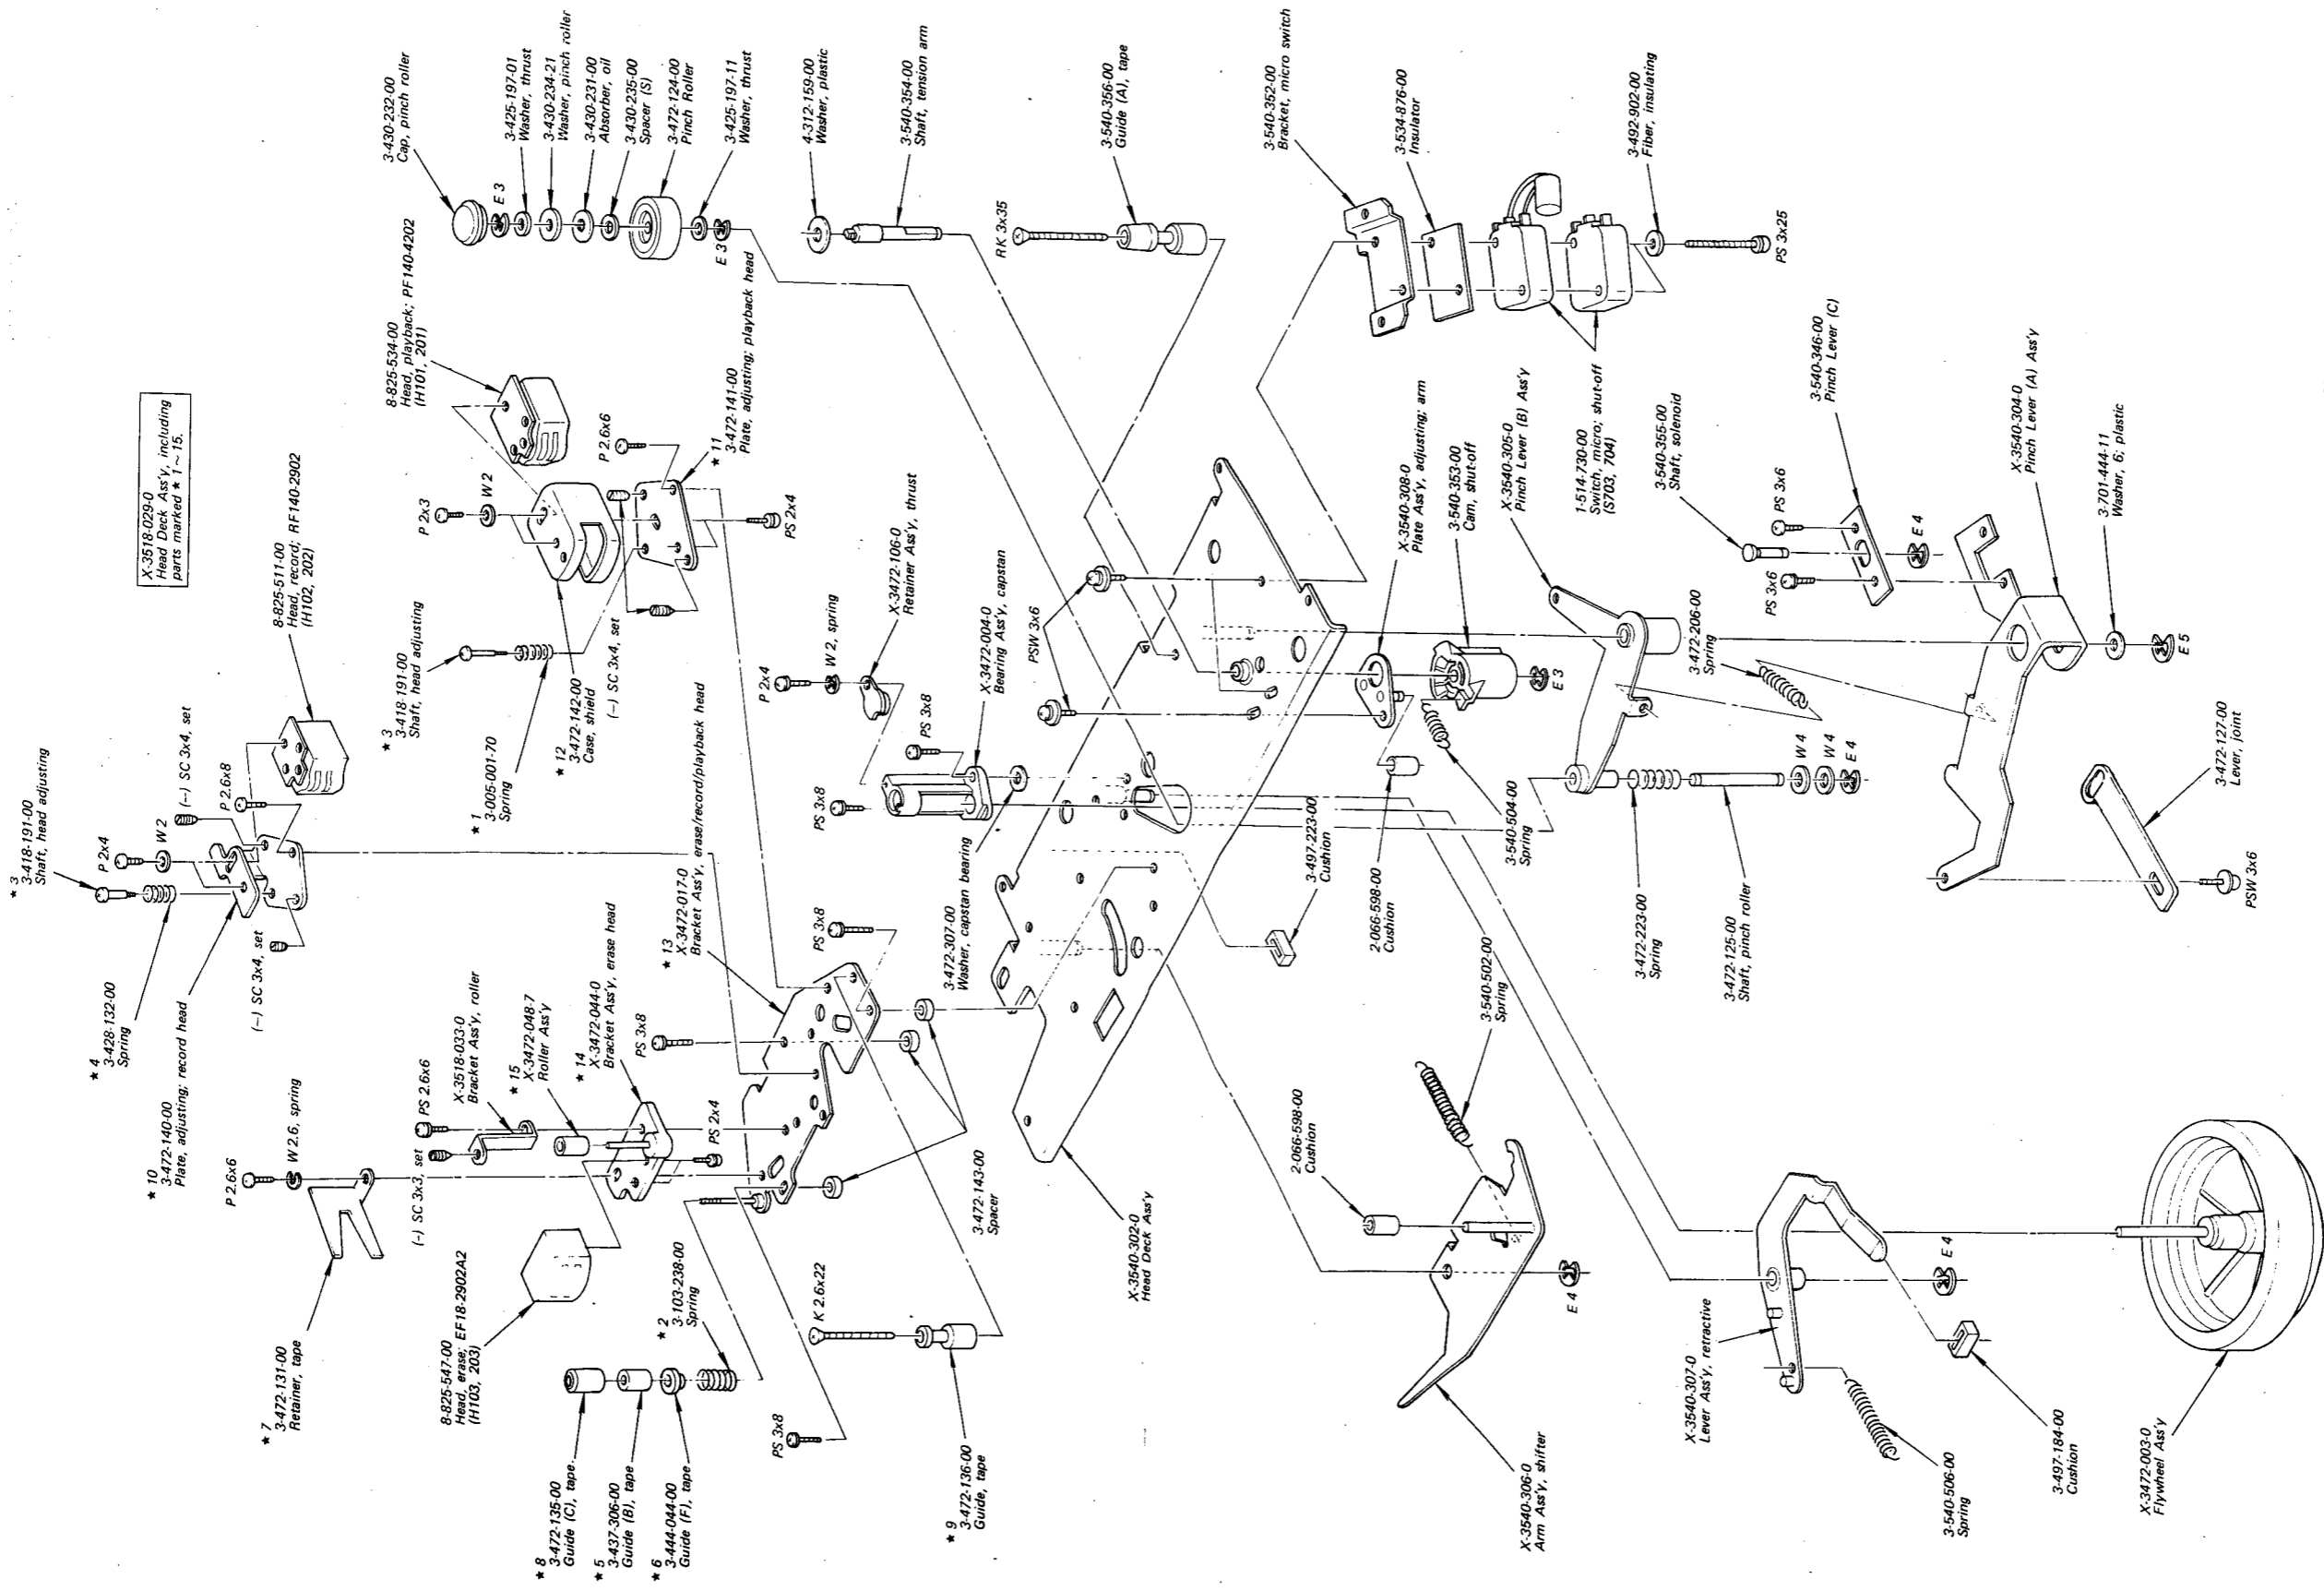 X-3518-029-0
Head Deck Ass'y, including
parts marked ★ 1 ~ 15.
★ 3
3-418-191-00
Shaft, head adjusting
★ 4
3-428-132-00
Spring
★ 10
3-472-140-00
Plate, adjusting; record head
P 2x4
W 2
(–) SC 3x4, set
P 2.6x8
(–) SC 3x4, set
8-825-511-00
Head, record; RF140-2902
(H102, 202)
★ 3
3-418-191-00
Shaft, head adjusting
★ 1
3-005-001-70
Spring
★ 12
3-472-142-00
Case, shield
(–) SC 3x4, set
P 2x3
W 2
8-825-534-00
Head, playback; PF140-4202
(H101, 201)
P 2.6x6
★ 11
3-472-141-00
Plate, adjusting; playback head
PS 2x4
3-430-232-00
Cap, pinch roller
E 3
3-425-197-01
Washer, thrust
3-430-234-21
Washer, pinch roller
3-430-231-00
Absorber, oil
3-430-235-00
Spacer (S)
3-472-124-00
Pinch Roller
3-425-197-11
Washer, thrust
E 3
4-312-159-00
Washer, plastic
3-540-354-00
Shaft, tension arm
RK 3x35
3-540-356-00
Guide (A), tape
3-540-352-00
Bracket, micro switch
3-534-876-00
Insulator
3-492-902-00
Fiber, insulating
PS 3x25
1-514-730-00
Switch, micro; shut-off
(S703, 704)
★ 7
3-472-131-00
Retainer, tape
P 2.6x6
W 2.6, spring
(–) SC 3x3, set
PS 2.6x6
X-3518-033-0
Bracket Ass'y, roller
★ 15
X-3472-048-7
Roller Ass'y
★ 14
X-3472-044-0
Bracket Ass'y, erase head
PS 2x4
PS 3x8
★ 13
X-3472-017-0
Bracket Ass'y, erase/record/playback head
PS 3x8
8-825-547-00
Head, erase; EF18-2902A2
(H103, 203)
★ 8
3-472-135-00
Guide (C), tape
★ 5
3-437-306-00
Guide (B), tape
★ 6
3-444-044-00
Guide (F), tape
★ 2
3-103-238-00
Spring
PS 3x8
K 2.6x22
★ 9
3-472-136-00
Guide, tape
3-472-143-00
Spacer
P 2x4
W 2, spring
X-3472-106-0
Retainer Ass'y, thrust
PS 3x8
PS 3x8
X-3472-004-0
Bearing Ass'y, capstan
3-472-307-00
Washer, capstan bearing
PSW 3x6
X-3540-302-0
Head Deck Ass'y
3-497-223-00
Cushion
2-066-598-00
Cushion
3-540-504-00
Spring
X-3540-308-0
Plate Ass'y, adjusting; arm
3-540-353-00
Cam, shut-off
E 3
X-3540-305-0
Pinch Lever (B) Ass'y
3-472-206-00
Spring
3-472-223-00
Spring
3-472-125-00
Shaft, pinch roller
W 4
W 4
E 4
3-540-355-00
Shaft, solenoid
PS 3x6
PS 3x6
3-540-346-00
Pinch Lever (C)
E 4
X-3540-304-0
Pinch Lever (A) Ass'y
3-701-444-11
Washer, 6; plastic
E 5
3-472-127-00
Lever, joint
PSW 3x6
3-540-502-00
Spring
2-066-598-00
Cushion
X-3540-306-0
Arm Ass'y, shifter
E 4
X-3540-307-0
Lever Ass'y, retractive
E 4
3-540-506-00
Spring
3-497-184-00
Cushion
X-3472-003-0
Flywheel Ass'y